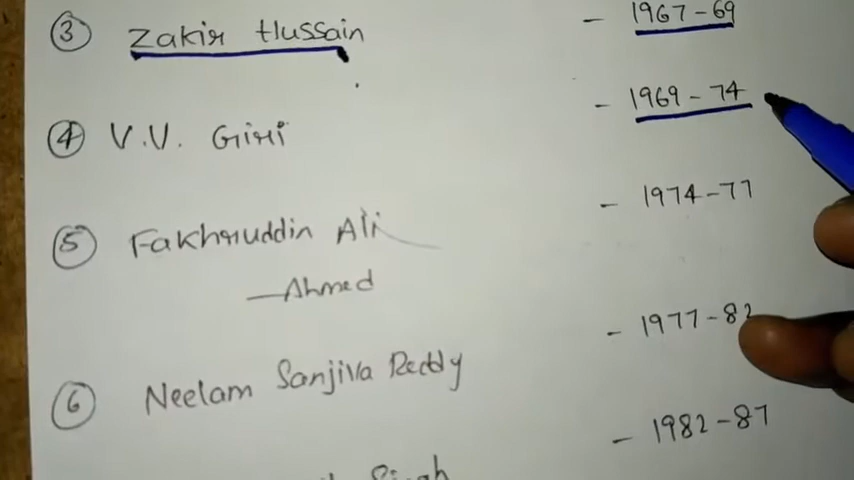 ③ Zakir Hussain - 1967-69
④ V.V. Giri - 1969-74
⑤ Fakhruddin Ali - 1974-77
- Ahmed
⑥ Neelam Sanjiva Reddy - 1977-82
Singh - 1982-87